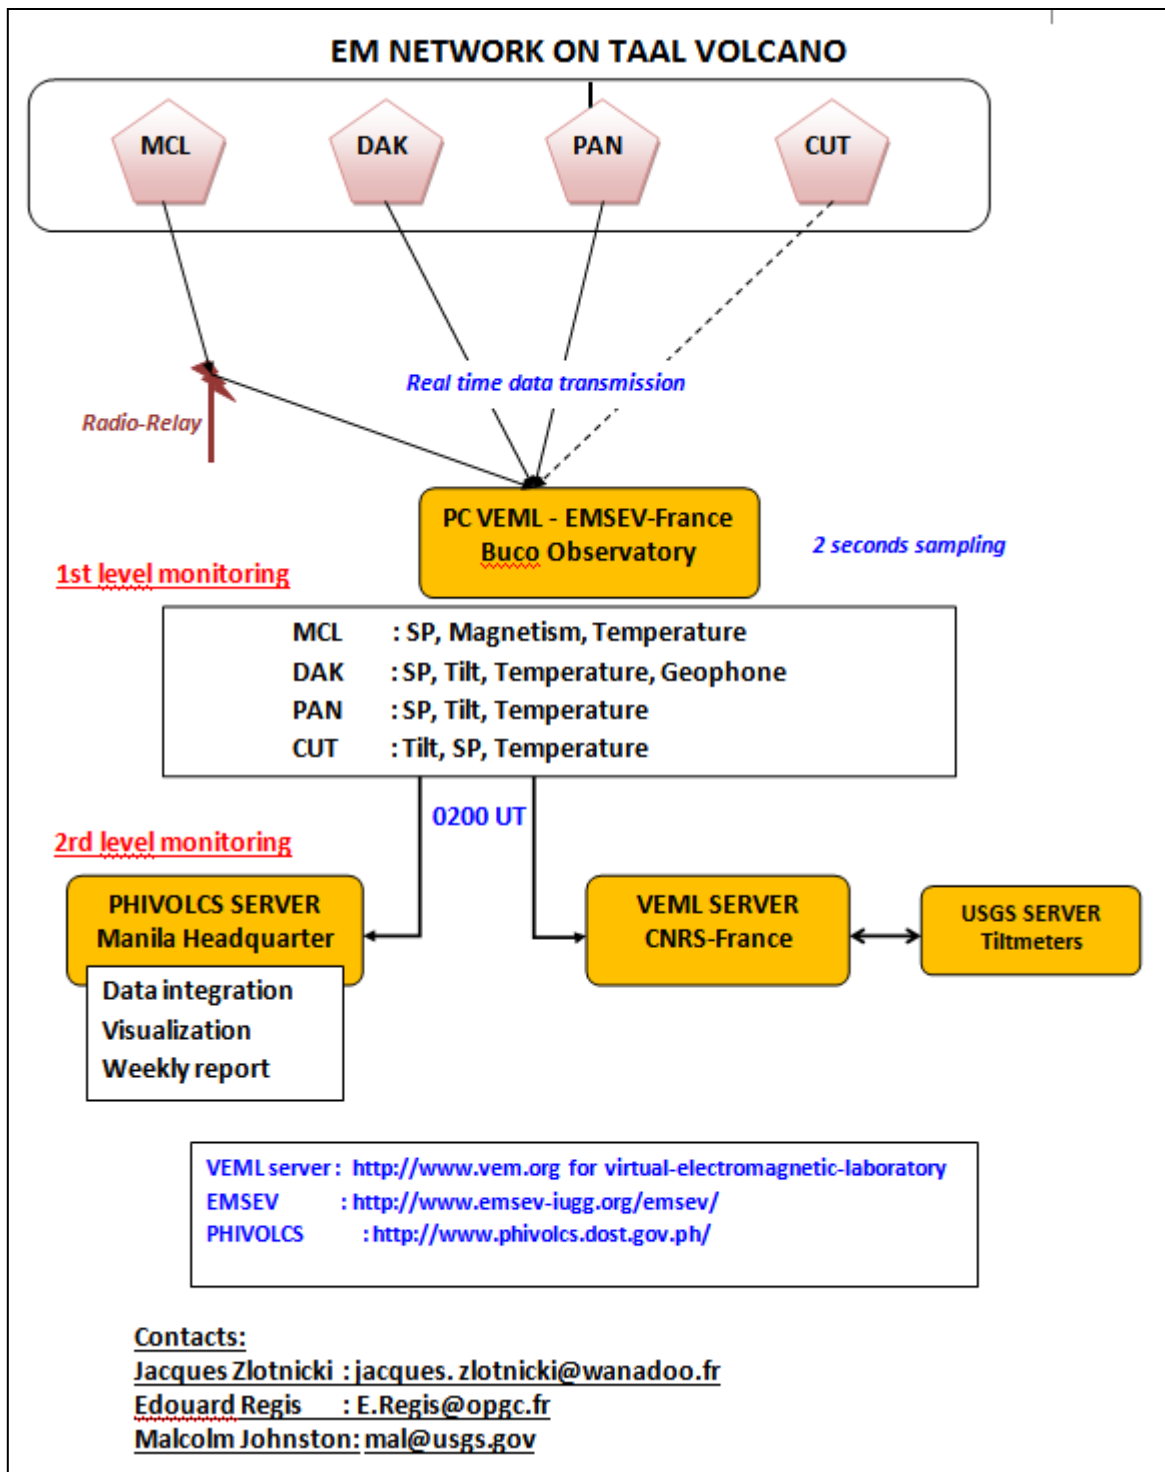 EM NETWORK ON TAAL VOLCANO
MCL
DAK
PAN
CUT
Real time data transmission
Radio-Relay
PC VEML - EMSEV-France
Buco Observatory
2 seconds sampling
1st level monitoring
MCL : SP, Magnetism, Temperature
DAK : SP, Tilt, Temperature, Geophone
PAN : SP, Tilt, Temperature
CUT : Tilt, SP, Temperature
0200 UT
2rd level monitoring
PHIVOLCS SERVER
Manila Headquarter
Data integration
Visualization
Weekly report
VEML SERVER
CNRS-France
USGS SERVER
Tiltmeters
VEML server : http://www.vem.org for virtual-electromagnetic-laboratory
EMSEV : http://www.emsev-iugg.org/emsev/
PHIVOLCS : http://www.phivolcs.dost.gov.ph/
Contacts:
Jacques Zlotnicki : jacques. zlotnicki@wanadoo.fr
Edouard Regis : E.Regis@opgc.fr
Malcolm Johnston: mal@usgs.gov